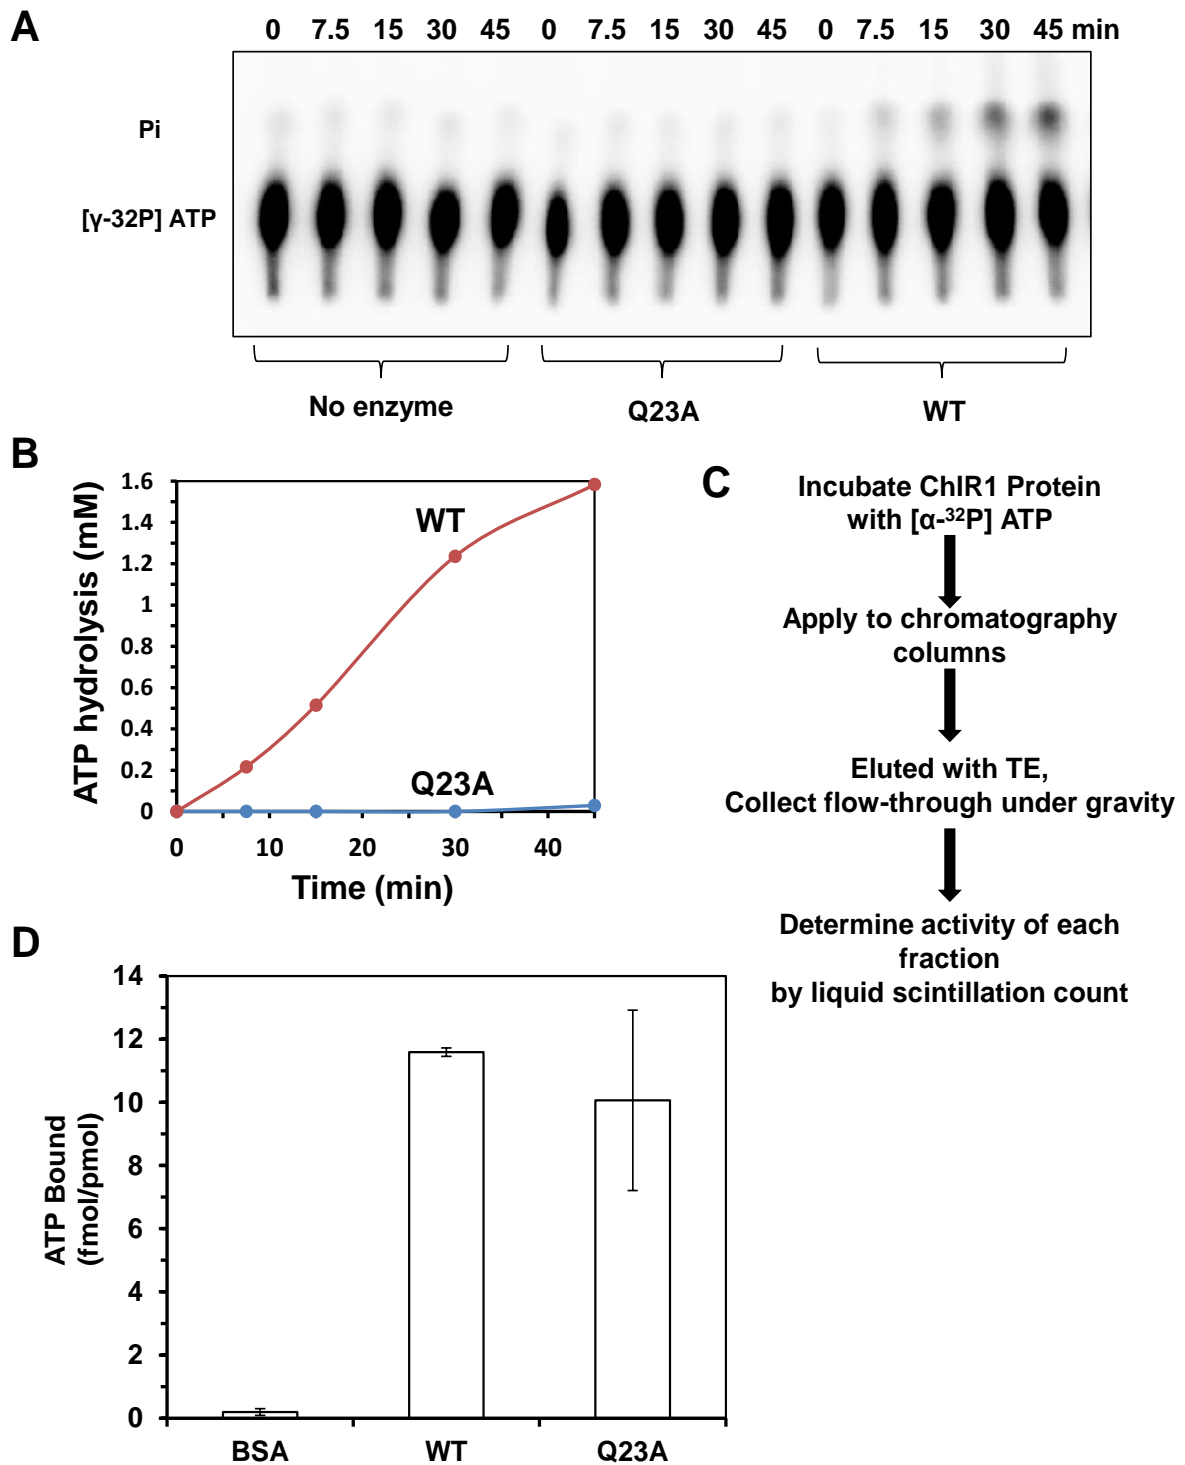 A
0 7.5 15 30 45 0 7.5 15 30 45 0 7.5 15 30 45 min
Pi
[γ-32P] ATP
No enzyme
Q23A
WT
B
ATP hydrolysis (mM)
1.6
1.4
1.2
1
0.8
0.6
0.4
0.2
0
WT
Q23A
0 10 20 30 40
Time (min)
C
Incubate ChlR1 Protein
with [α-³²P] ATP
Apply to chromatography
columns
Eluted with TE,
Collect flow-through under gravity
Determine activity of each
fraction
by liquid scintillation count
D
ATP Bound
(fmol/pmol)
14
12
10
8
6
4
2
0
BSA WT Q23A